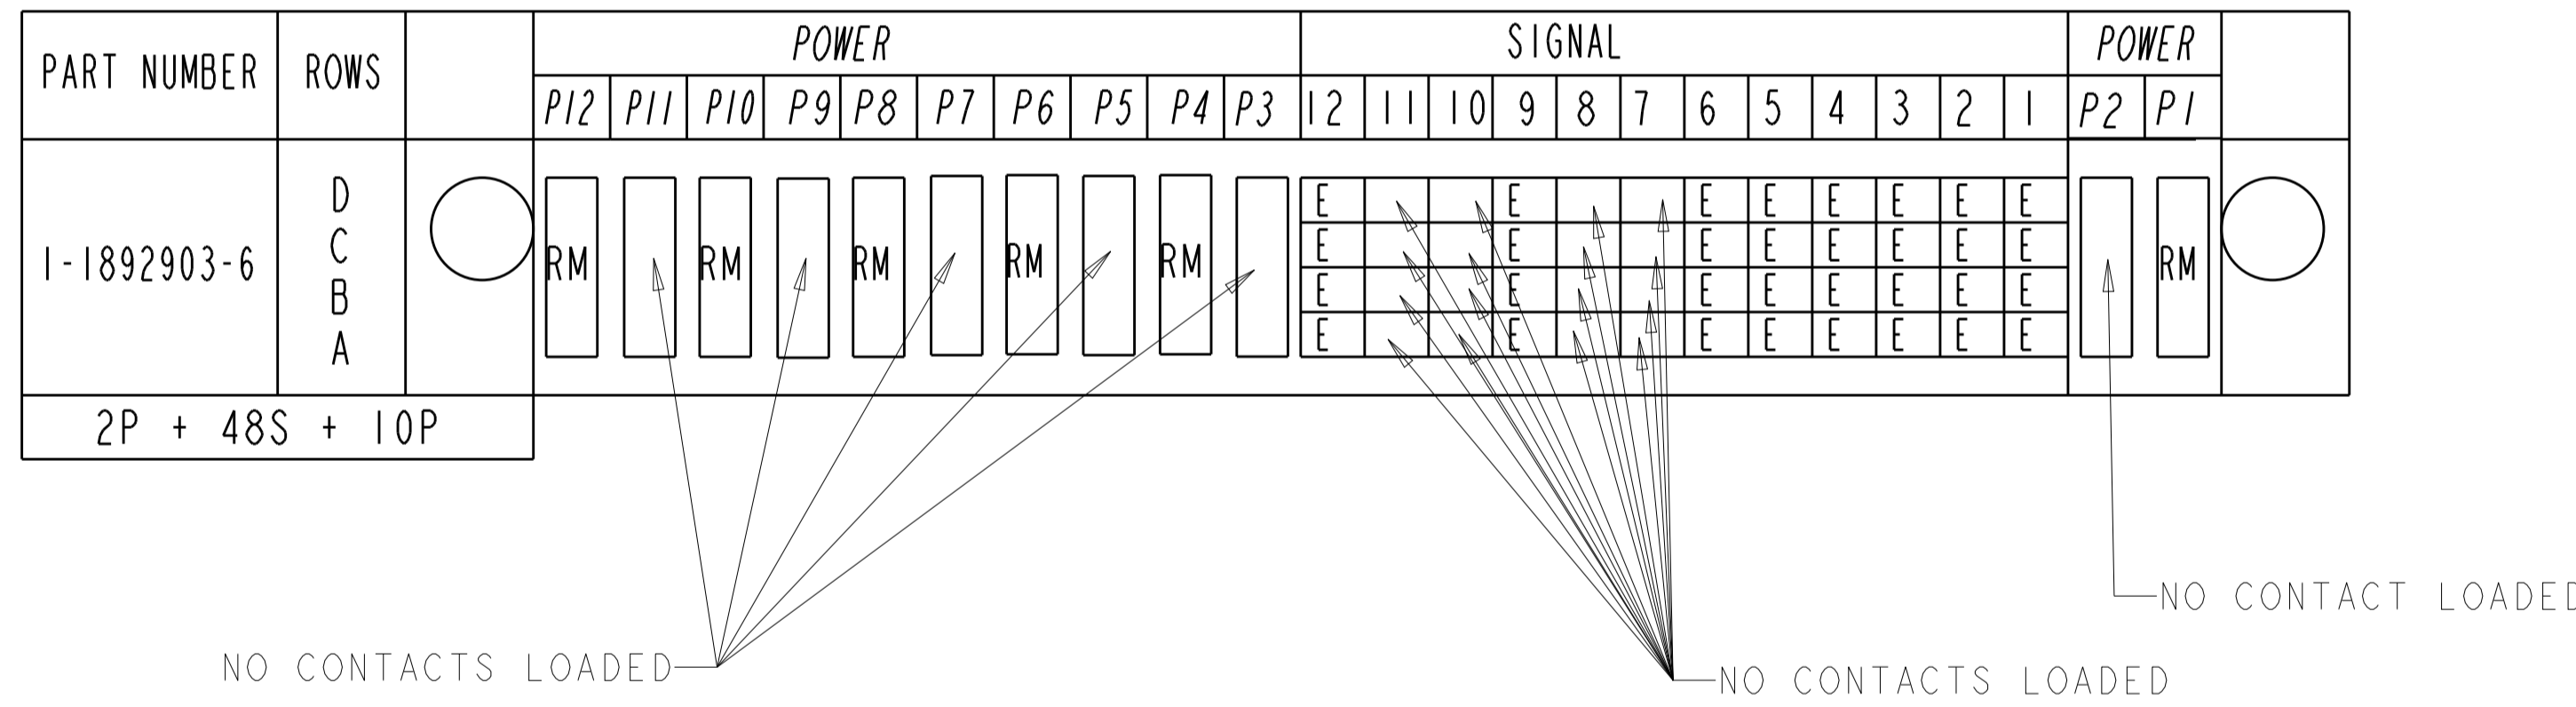 PART NUMBER ROWS POWER SIGNAL POWER
P12 P11 P10 P9 P8 P7 P6 P5 P4 P3 12 11 10 9 8 7 6 5 4 3 2 1 P2 P1
1-1892903-6
D E E E E E E E E
C E E E E E E E E
RM RM RM RM RM RM
B E E E E E E E E
A E E E E E E E E
2P + 48S + 10P
NO CONTACT LOADED
NO CONTACTS LOADED
NO CONTACTS LOADED